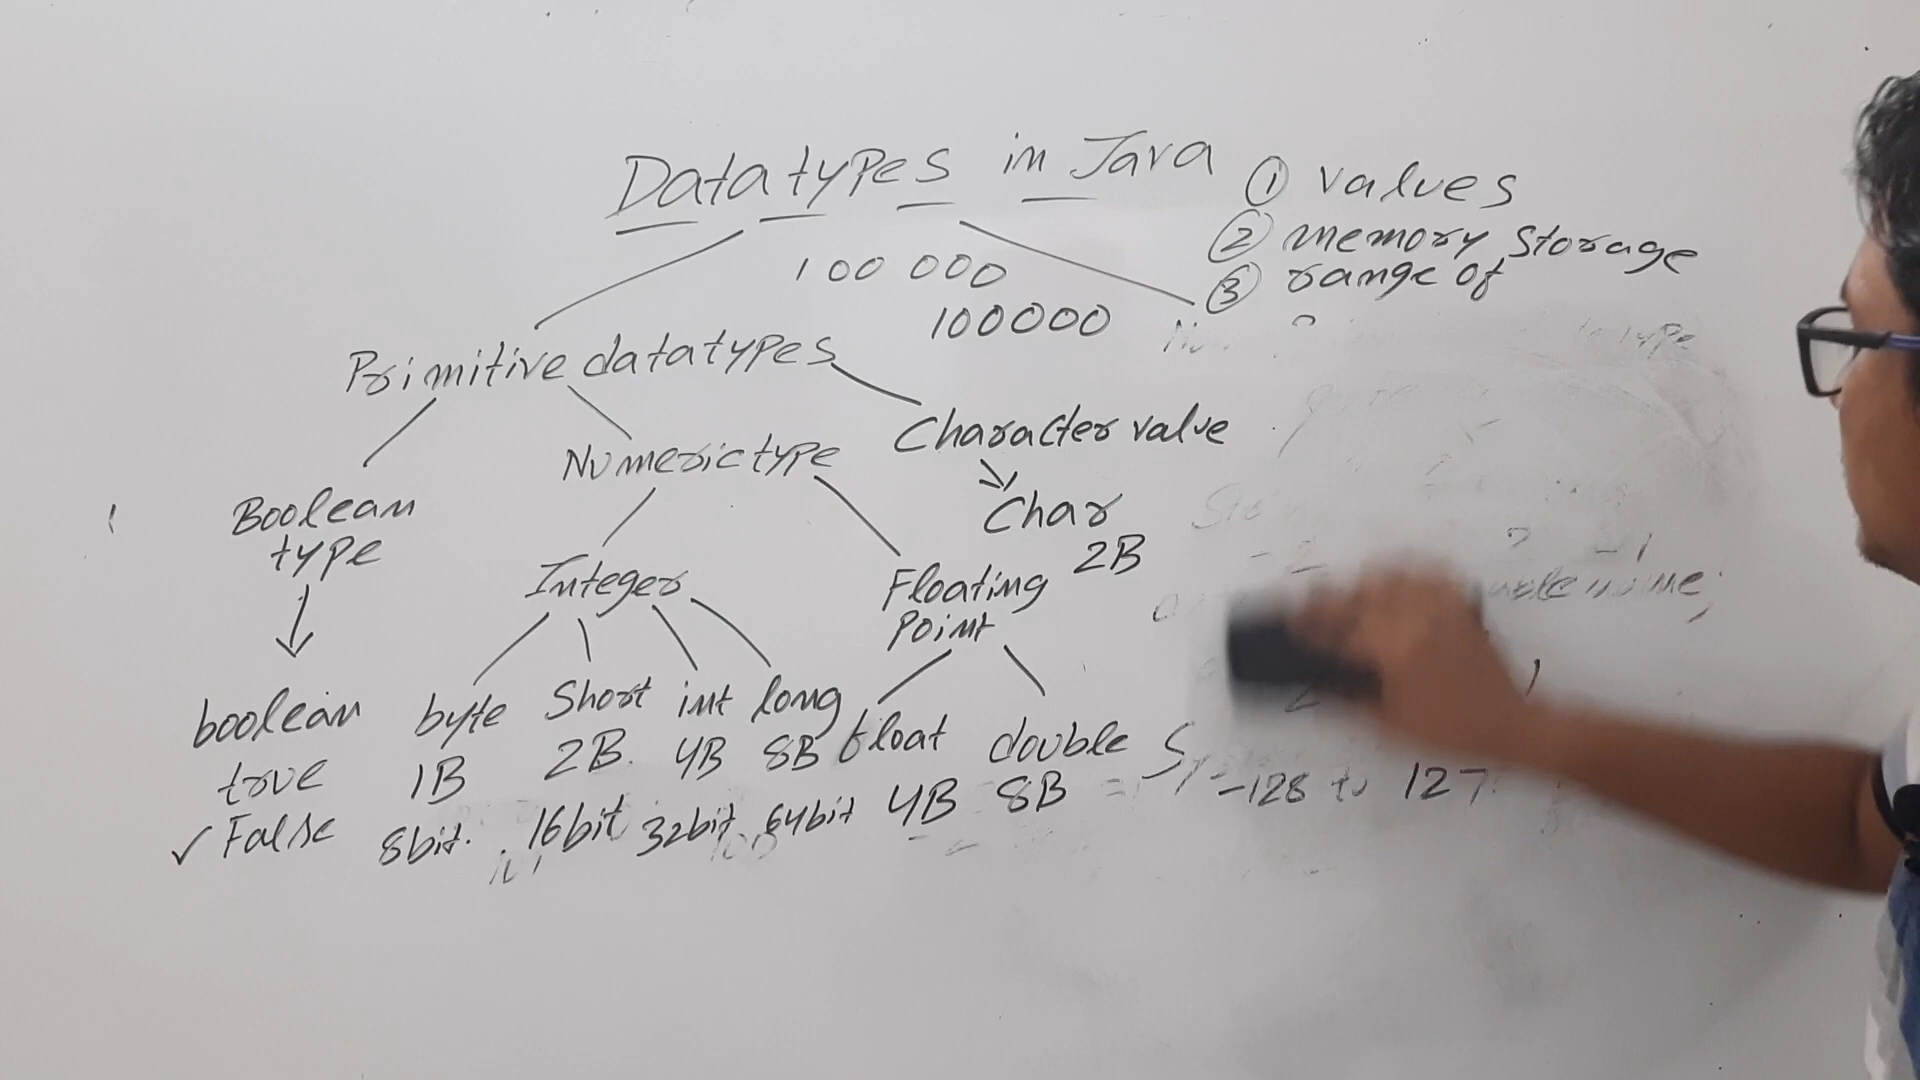 Datatypes in Java
① values
② memory storage
③ range of
100 000
100000
Primitive datatypes
Character value
Numeric type
Char
2B
Boolean
type
Integer
Floating
Point
boolean byte Short int long float double
true 1B 2B. 4B 8B 4B 8B
✓ False 8bit. 16bit 32bit 64bit
-128 to 127